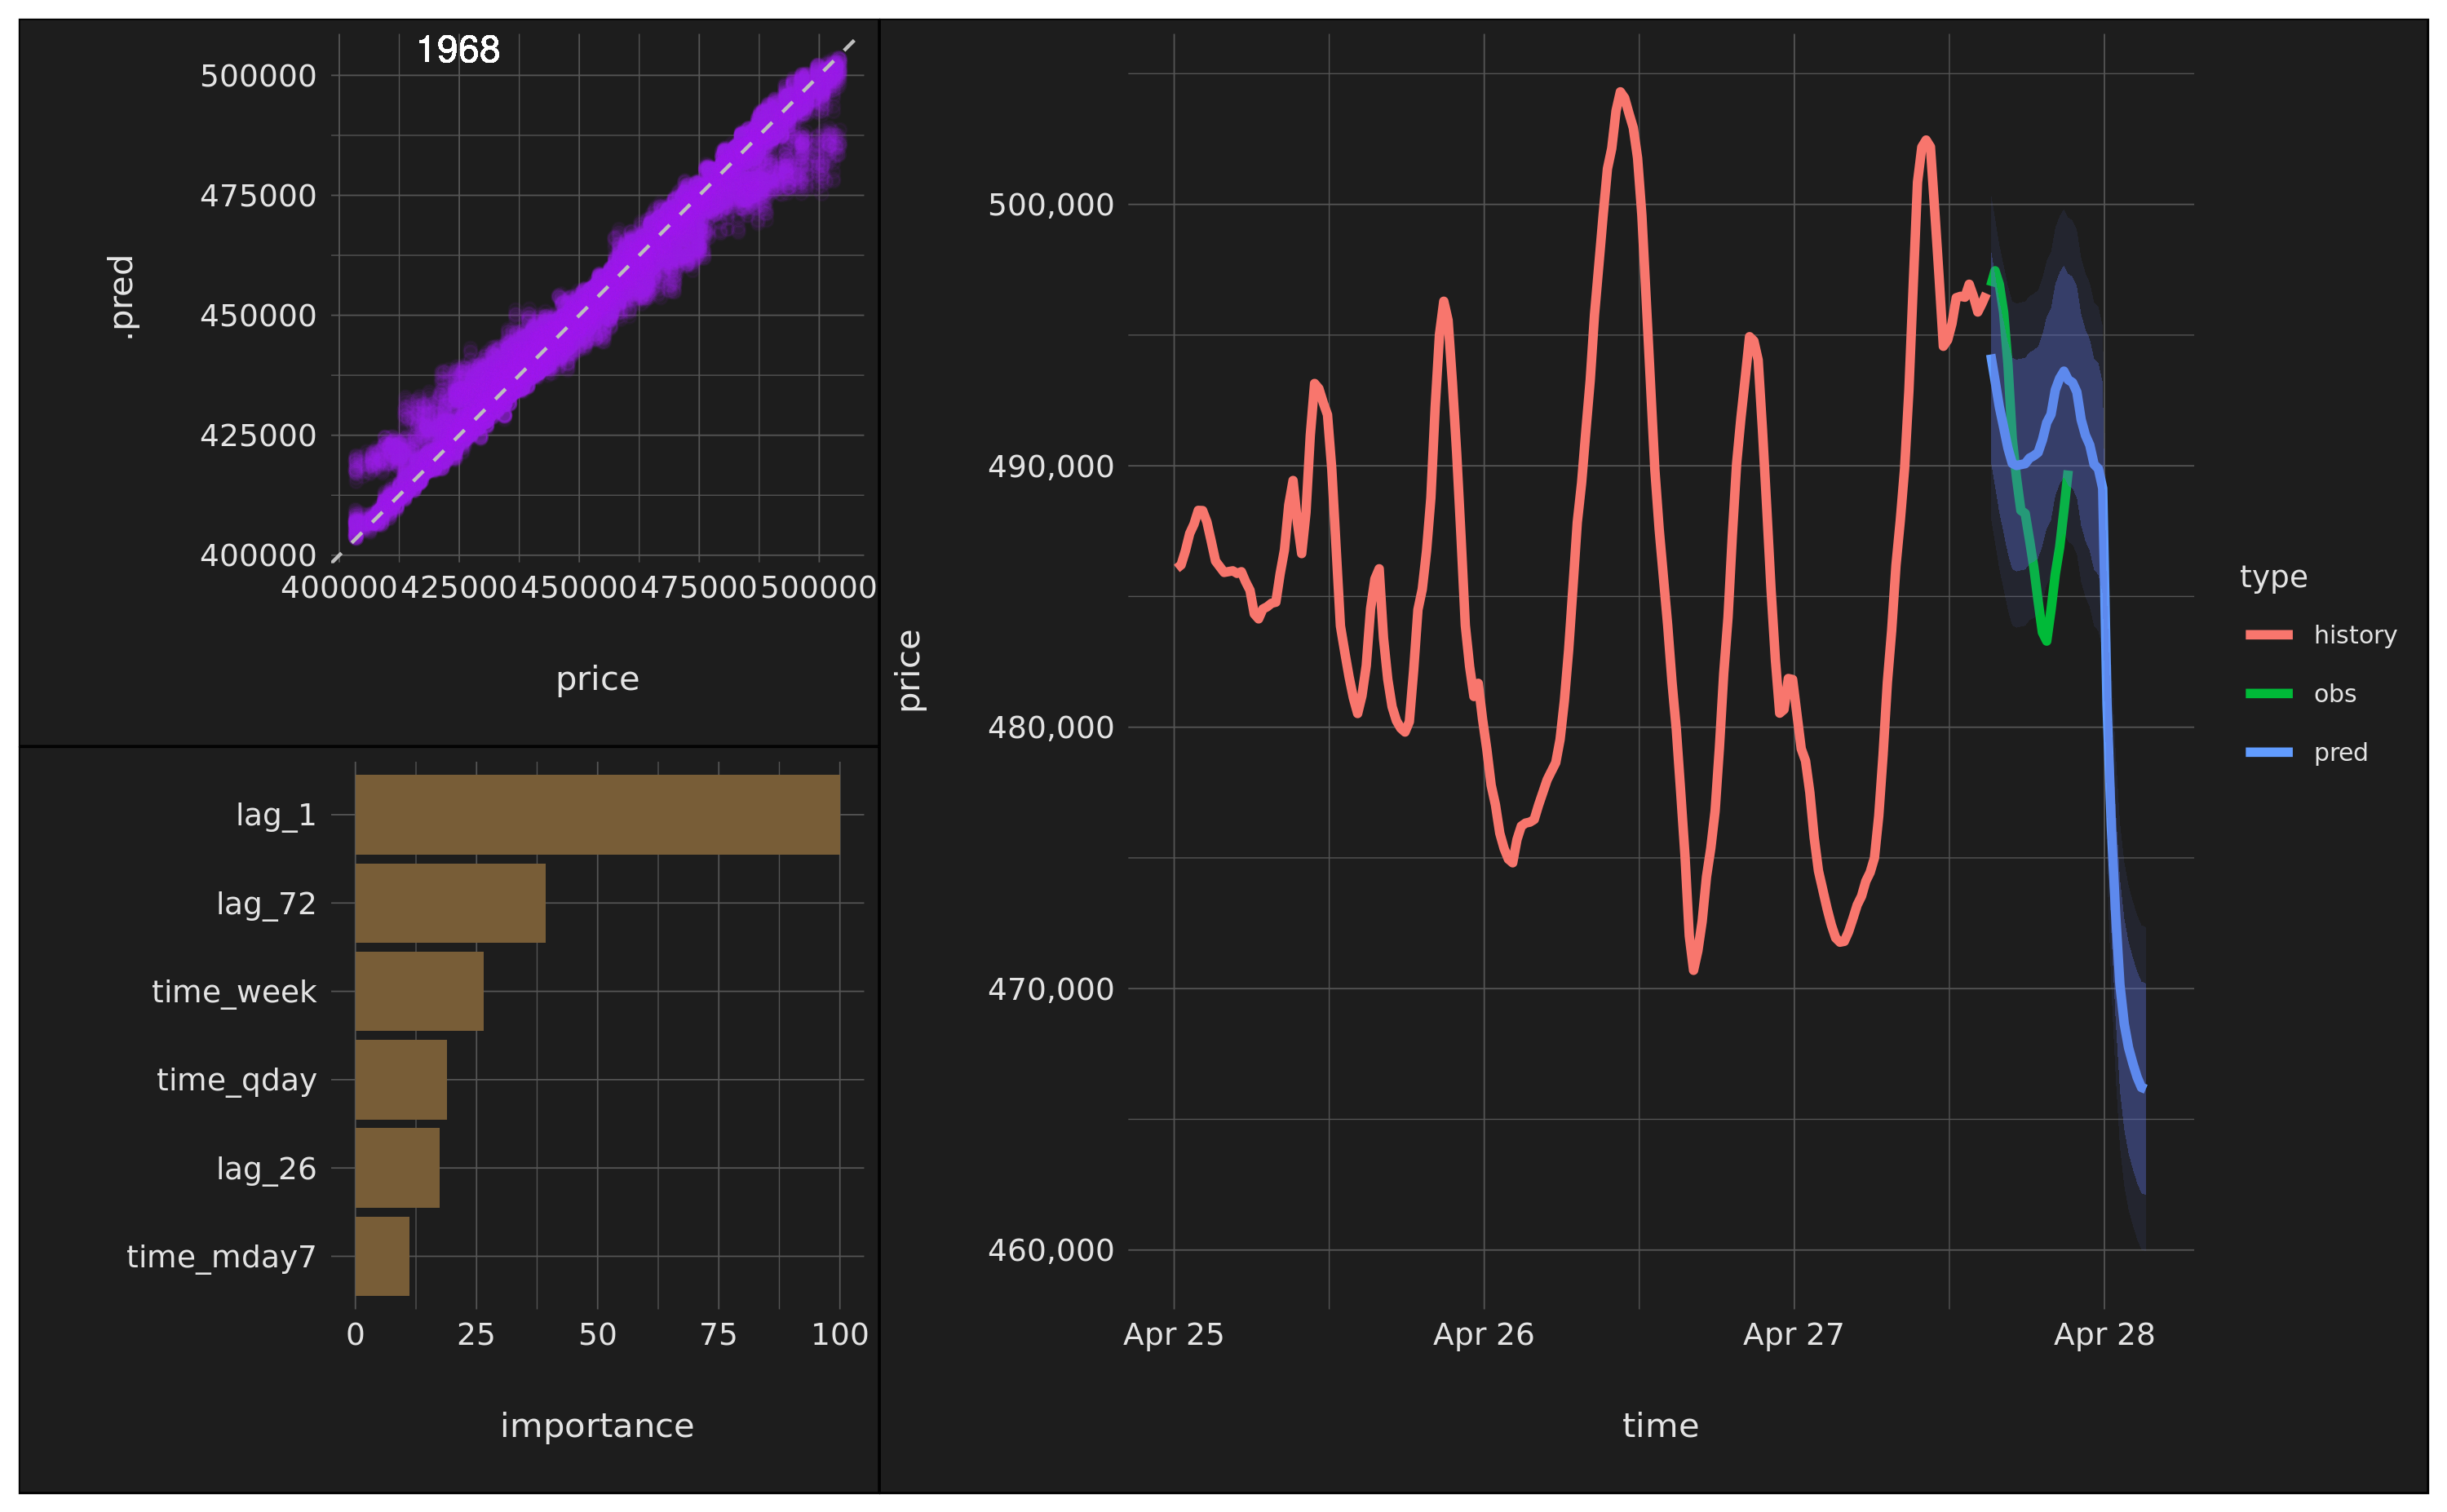 1968
500000
475000
450000
425000
400000
.pred
400000 425000 450000 475000 500000
price
lag_1
lag_72
time_week
time_qday
lag_26
time_mday7
0 25 50 75 100
importance
500,000
490,000
480,000
470,000
460,000
price
Apr 25 Apr 26 Apr 27 Apr 28
time
type
history
obs
pred